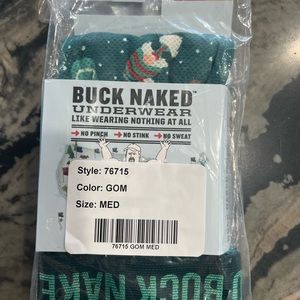 BUCK NAKED
UNDERWEAR
LIKE WEARING NOTHING AT ALL
NO PINCH NO STINK NO SWEAT
Style: 76715
Color: GOM
Size: MED
76715 GOM MED
BUCK NAKE